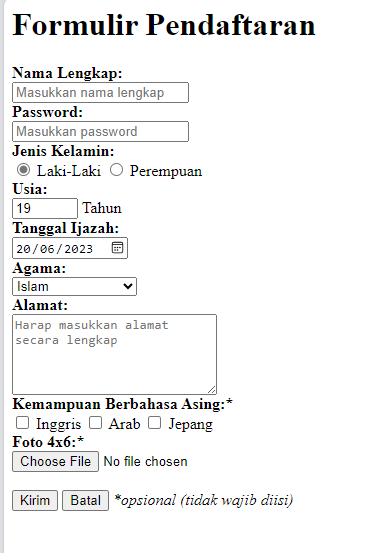 Formulir Pendaftaran
Nama Lengkap:
Masukkan nama lengkap
Password:
Masukkan password
Jenis Kelamin:
Laki-Laki Perempuan
Usia:
19 Tahun
Tanggal Ijazah:
20/06/2023
Agama:
Islam
Alamat:
Harap masukkan alamat
secara lengkap
Kemampuan Berbahasa Asing:*
Inggris Arab Jepang
Foto 4x6:*
Choose File No file chosen
Kirim Batal *opsional (tidak wajib diisi)